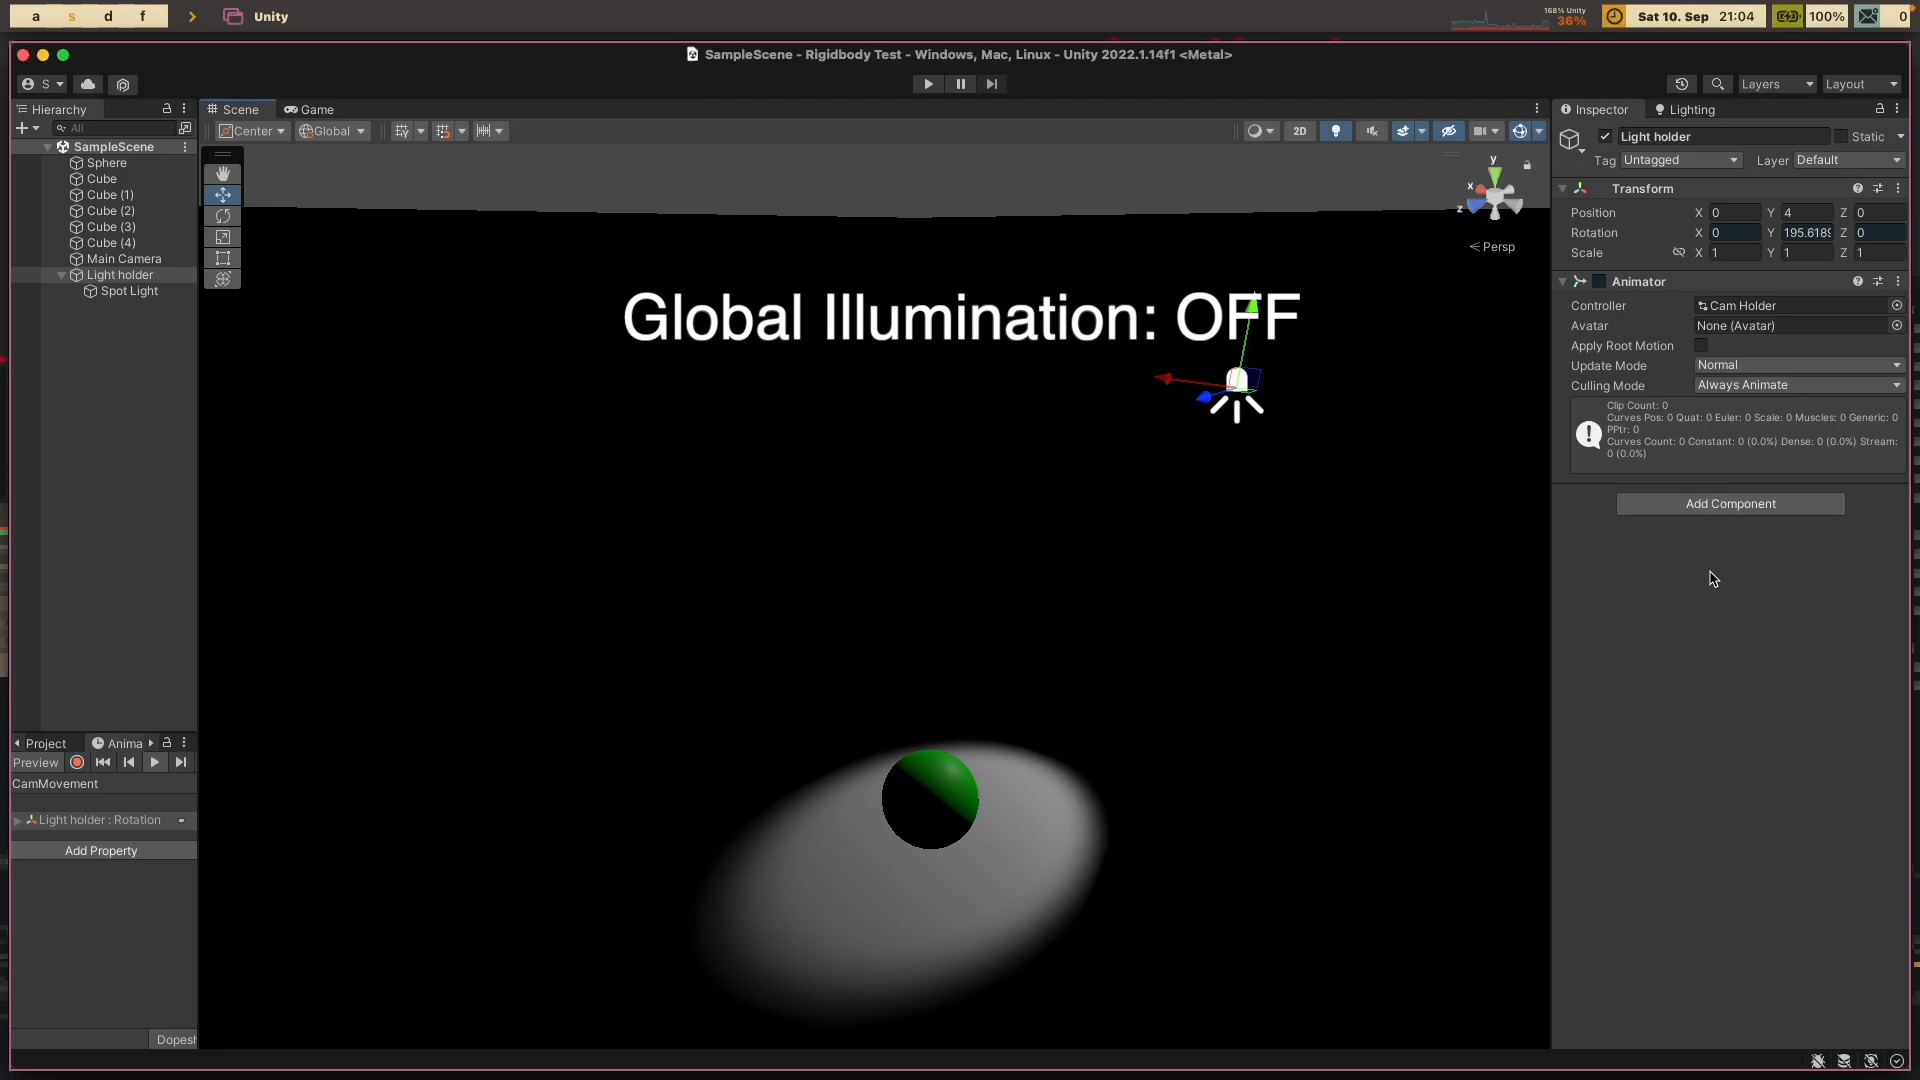 a s d f Unity 168% Unity 36% Sat 10. Sep 21:04 100% 0
SampleScene - Rigidbody Test - Windows, Mac, Linux - Unity 2022.1.14f1 <Metal>
S Layers Layout
Hierarchy
All
SampleScene
Sphere
Cube
Cube (1)
Cube (2)
Cube (3)
Cube (4)
Main Camera
Light holder
Spot Light
Scene Game
Center Global 2D
y
x
z
Persp
Global Illumination: OFF
Inspector Lighting
Light holder Static
Tag Untagged Layer Default
Transform
Position X 0 Y 4 Z 0
Rotation X 0 Y 195.618 Z 0
Scale X 1 Y 1 Z 1
Animator
Controller Cam Holder
Avatar None (Avatar)
Apply Root Motion
Update Mode Normal
Culling Mode Always Animate
Clip Count: 0
Curves Pos: 0 Quat: 0 Euler: 0 Scale: 0 Muscles: 0 Generic: 0
PPtr: 0
Curves Count: 0 Constant: 0 (0.0%) Dense: 0 (0.0%) Stream:
0 (0.0%)
Add Component
Project Anima
Preview
CamMovement
Light holder : Rotation
Add Property
Dopesh